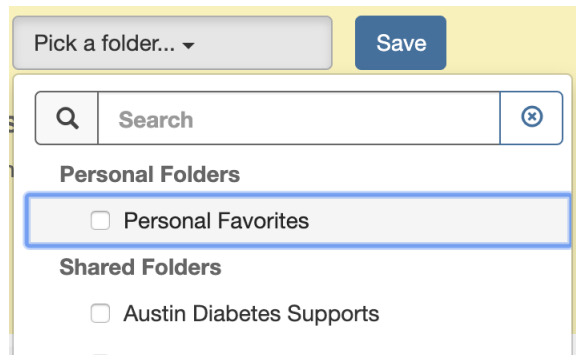 Pick a folder...
Save
Search
Personal Folders
Personal Favorites
Shared Folders
Austin Diabetes Supports